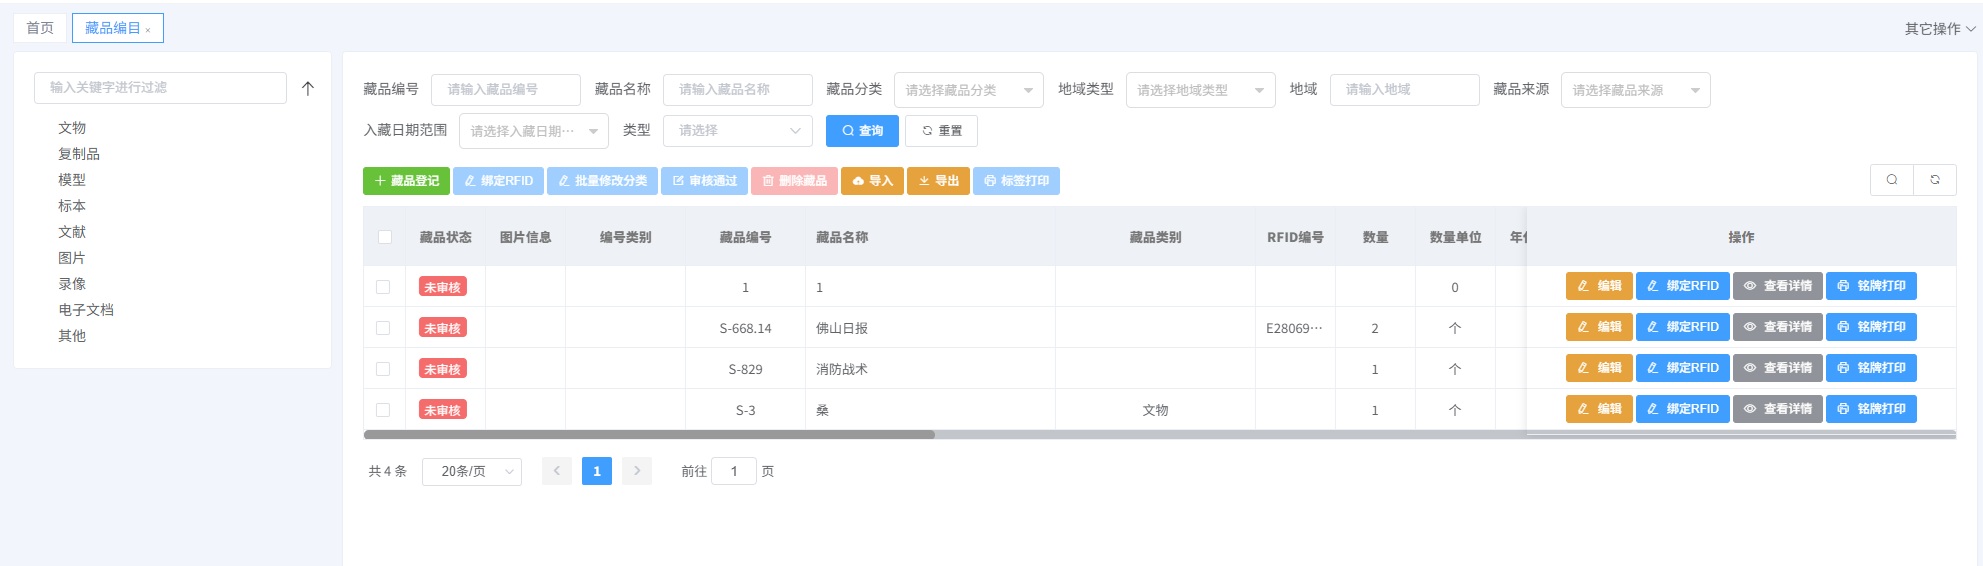 首页 藏品编目 × 其它操作
输入关键字进行过滤
文物
复制品
模型
标本
文献
图片
录像
电子文档
其他
藏品编号 请输入藏品编号 藏品名称 请输入藏品名称 藏品分类 请选择藏品分类 地域类型 请选择地域类型 地域 请输入地域 藏品来源 请选择藏品来源
入藏日期范围 请选择入藏日期… 类型 请选择 查询 重置
藏品登记 绑定RFID 批量修改分类 审核通过 删除藏品 导入 导出 标签打印
藏品状态 图片信息 编号类别 藏品编号 藏品名称 藏品类别 RFID编号 数量 数量单位 操作
未审核 1 1 0 编辑 绑定RFID 查看详情 铭牌打印
未审核 S-668.14 佛山日报 E28069… 2 个 编辑 绑定RFID 查看详情 铭牌打印
未审核 S-829 消防战术 1 个 编辑 绑定RFID 查看详情 铭牌打印
未审核 S-3 桑 文物 1 个 编辑 绑定RFID 查看详情 铭牌打印
共 4 条 20条/页 1 前往 1 页